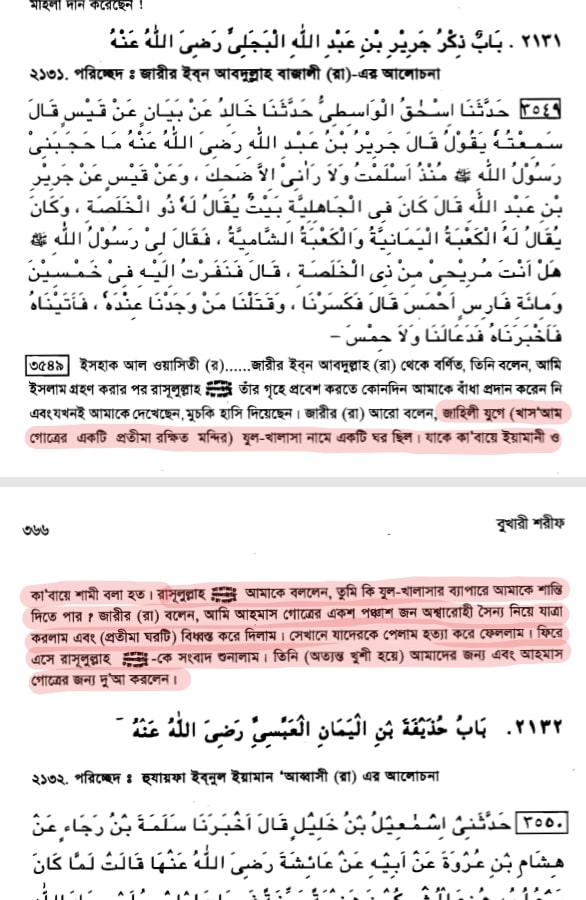 মহিলা দান করেছেন !
٢١٣١ . بَابُ ذِكْرُ جَرِيْرِ بْنِ عَبْدِ اللّٰهِ الْبَجَلِىِّ رَضِىَ اللّٰهُ عَنْهُ
২১৩১. পরিচ্ছেদ : জারীর ইব্‌ন আবদুল্লাহ বাজালী (রা)-এর আলোচনা
٣٥٤٩ حَدَّثَنَا اِسْحٰقُ الْوَاسِطِىُّ حَدَّثَنَا خَالِدُ عَنْ بَيَانٍ عَنْ قَيْسٍ قَالَ
سَمِعْتُهُ يَقُوْلُ قَالَ جَرِيْرُ بْنُ عَبْدِ اللّٰهِ رَضِىَ اللّٰهُ عَنْهُ مَا حَجَبَنِىْ
رَسُوْلُ اللّٰهِ ﷺ مُنْذُ اَسْلَمْتُ وَلَا رَاٰنِىْ اِلاَّ ضَحِكَ ، وَعَنْ قَيْسٍ عَنْ جَرِيْرِ
بْنِ عَبْدِ اللّٰهِ قَالَ كَانَ فِى الْجَاهِلِيَّةِ بَيْتٌ يُقَالُ لَهُ ذُو الْخَلَصَةِ ، وَكَانَ
يُقَالُ لَهُ الْكَعْبَةُ الْيَمَانِيَّةُ وَالْكَعْبَةُ الشَّامِيَّةُ ، فَقَالَ لِىْ رَسُوْلُ اللّٰهِ ﷺ
هَلْ اَنْتَ مُرِيْحِىْ مِنْ ذِى الْخَلَصَةِ ، قَالَ فَنَفَرْتُ اِلَيْهِ فِىْ خَمْسِيْنَ
وَمِائَةِ فَارِسٍ اَحْمَسَ قَالَ فَكَسَرْنَا ، وَقَتَلْنَا مَنْ وَجَدْنَا عِنْدَهُ ، فَاَتَيْنَاهُ
فَاَخْبَرْنَاهُ فَدَعَالَنَا وَلاَ حْمَسَ –
৩৫৪৯ ইসহাক আল ওয়াসিতী (র)......জারীর ইব্‌ন আবদুল্লাহ (রা) থেকে বর্ণিত, তিনি বলেন, আমি
ইসলাম গ্রহণ করার পর রাসূলুল্লাহ ﷺ তাঁর গৃহে প্রবেশ করতে কোনদিন আমাকে বাঁধা প্রদান করেন নি
এবংযখনই আমাকে দেখেছেন, মুচকি হাসি দিয়েছেন। জারীর (রা) আরো বলেন, জাহিলী যুগে (খাস'আম
গোত্রের একটি প্রতীমা রক্ষিত মন্দির) যুল-খালাসা নামে একটি ঘর ছিল। যাকে কা'বায়ে ইয়ামানী ও
৩৬৬
বুখারী শরীফ
কা'বায়ে শামী বলা হত। রাসূলুল্লাহ ﷺ আমাকে বললেন, তুমি কি যুল-খালাসার ব্যাপারে আমাকে শান্তি
দিতে পার ? জারীর (রা) বলেন, আমি আহমাস গোত্রের একশ পঞ্চাশ জন অশ্বারোহী সৈন্য নিয়ে যাত্রা
করলাম এবং (প্রতীমা ঘরটি) বিধ্বস্ত করে দিলাম। সেখানে যাদেরকে পেলাম হত্যা করে ফেললাম। ফিরে
এসে রাসূলুল্লাহ ﷺ-কে সংবাদ শুনালাম। তিনি (অত্যন্ত খুশী হয়ে) আমাদের জন্য এবং আহমাস
গোত্রের জন্য দু'আ করলেন।
٢١٣٢. بَابُ حُذَيْفَةَ بْنِ الْيَمَانِ الْعَبْسِىِّ رَضِىَ اللّٰهُ عَنْهُ –
২১৩২. পরিচ্ছেদ : হুযায়ফা ইব্‌নুল ইয়ামান 'আব্বাসী (রা) এর আলোচনা
٣٥٥٠ حَدَّثَنِىْ اِسْمٰعِيْلُ بْنُ خَلِيْلٍ قَالَ اَخْبَرَنَا سَلَمَةَ بْنُ رَجَاءٍ عَنْ
هِشَامِ بْنِ عُرْوَةَ عَنْ اَبِيْهِ عَنْ عَائِشَةَ رَضِىَ اللّٰهُ عَنْهَا قَالَتْ لَمَّا كَانَ